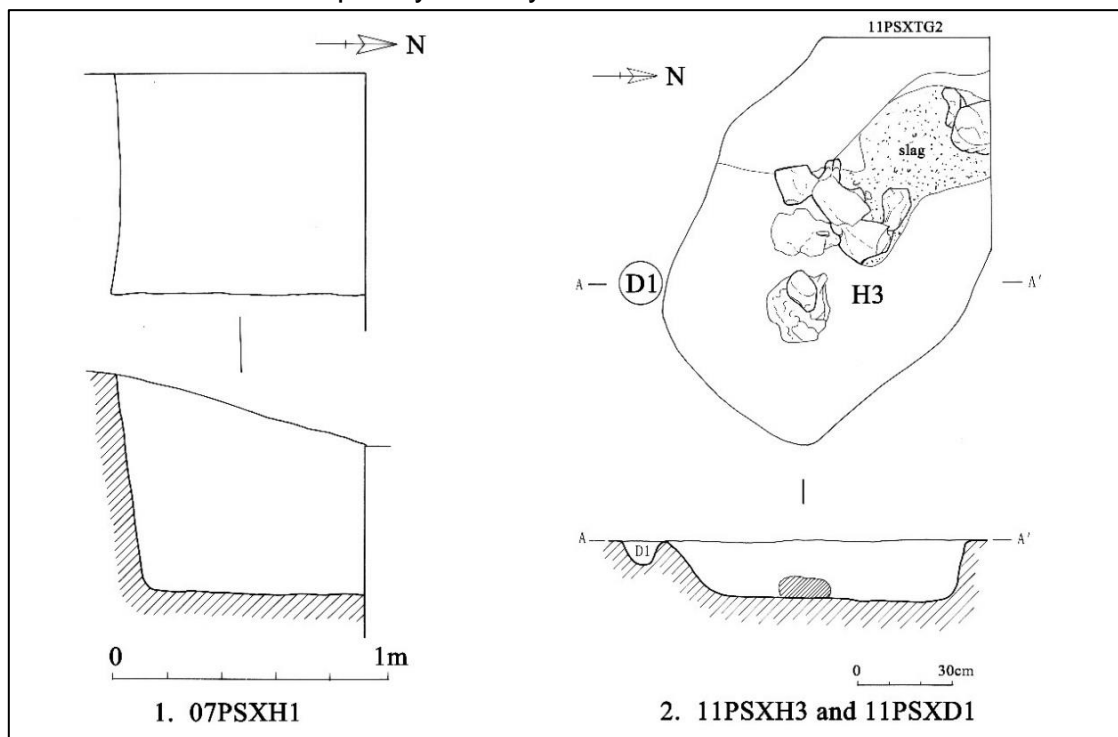 N
0
1m
1. 07PSXH1
11PSXTG2
N
slag
A
D1
H3
A'
A
D1
A'
0
30cm
2. 11PSXH3 and 11PSXD1